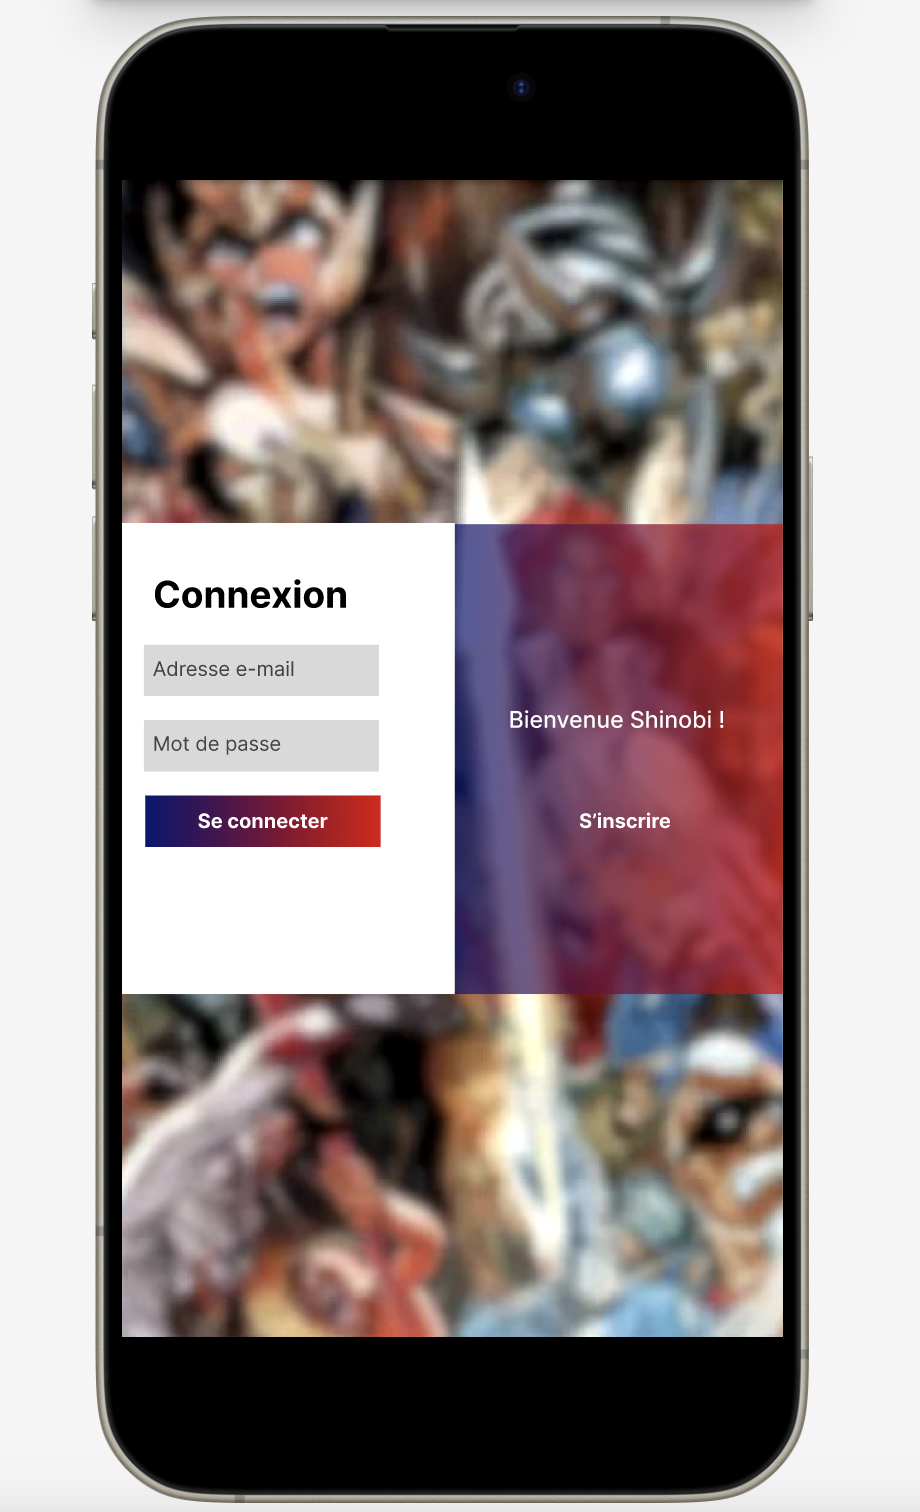 Connexion
Adresse e-mail
Mot de passe
Se connecter
Bienvenue Shinobi !
S’inscrire